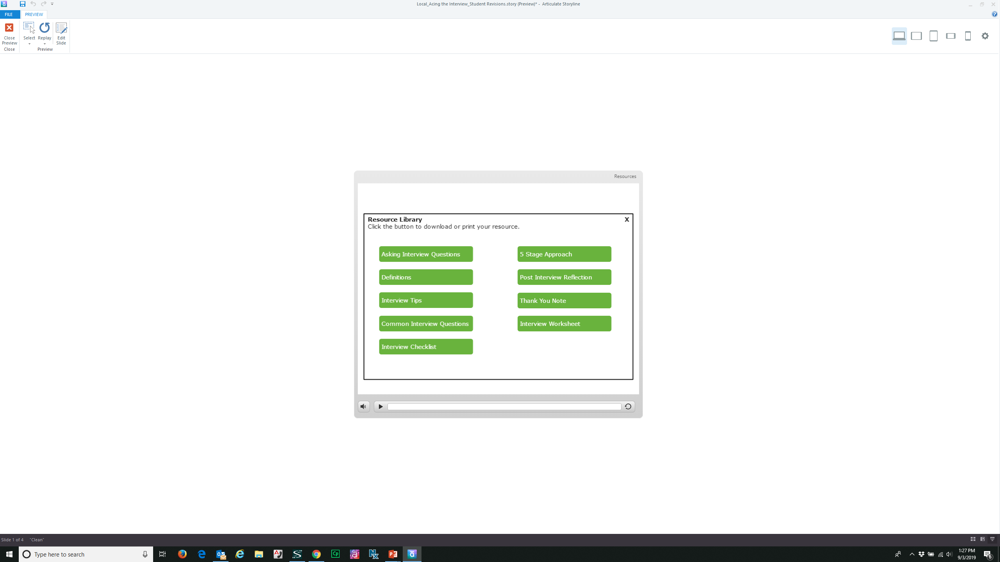 Local_Acing the Interview_Student Revisions.story (Preview)* - Articulate Storyline
FILE
PREVIEW
Close
Preview
Select
Replay
Edit
Slide
Close
Preview
Resources
Resource Library
X
Click the button to download or print your resource.
Asking Interview Questions
5 Stage Approach
Definitions
Post Interview Reflection
Interview Tips
Thank You Note
Common Interview Questions
Interview Worksheet
Interview Checklist
Slide 1 of 4
"Clean"
Type here to search
Cp
1:27 PM
9/3/2019
6